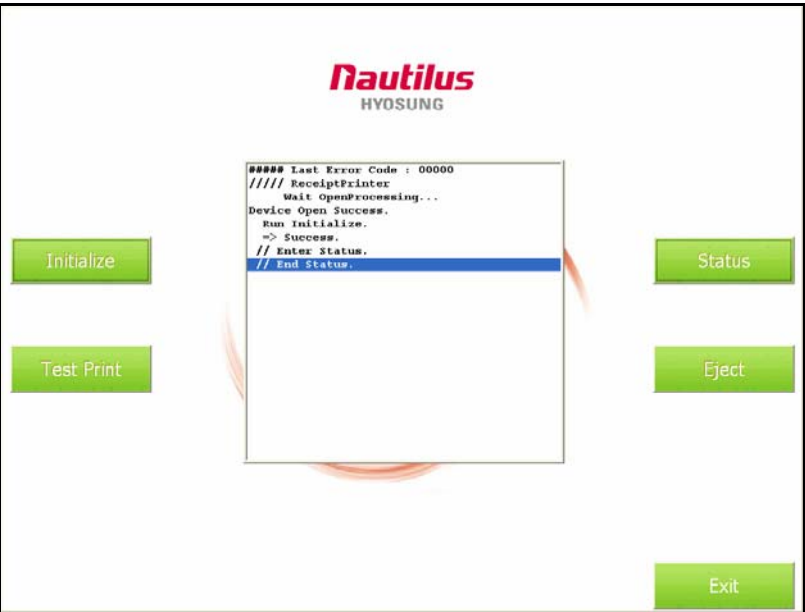 Nautilus
HYOSUNG
##### Last Error Code : 00000
///// ReceiptPrinter
Wait OpenProcessing...
Device Open Success.
Run Initialize.
=> Success.
// Enter Status.
// End Status.
Initialize
Status
Test Print
Eject
Exit